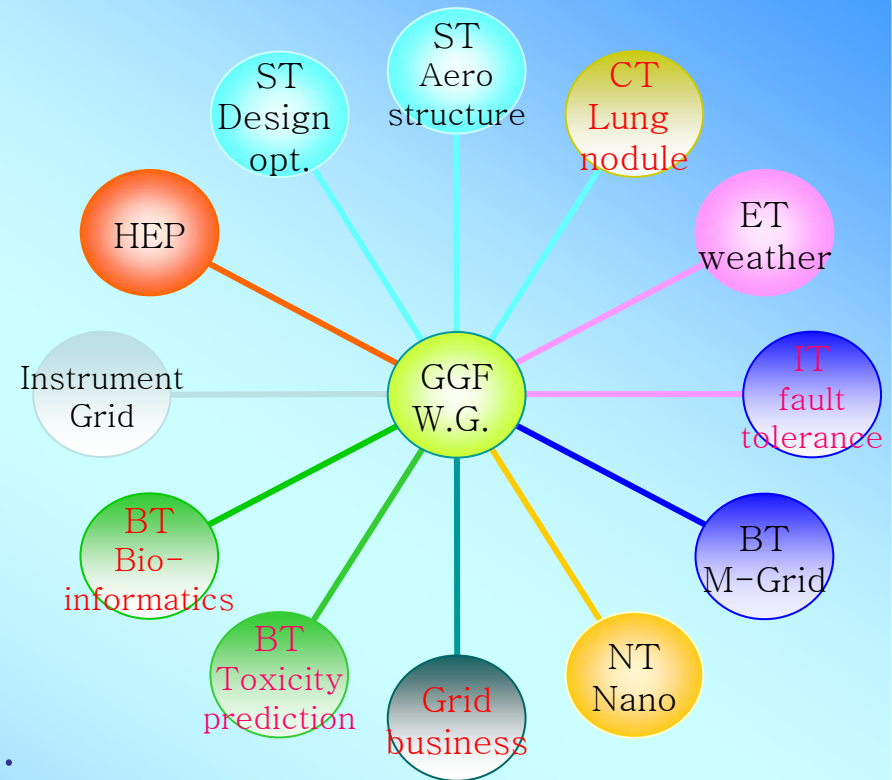 ST
Aero
structure
ST
Design
opt.
CT
Lung
nodule
HEP
ET
weather
Instrument
Grid
GGF
W.G.
IT
fault
tolerance
BT
Bio-
informatics
BT
M-Grid
BT
Toxicity
prediction
Grid
business
NT
Nano
.